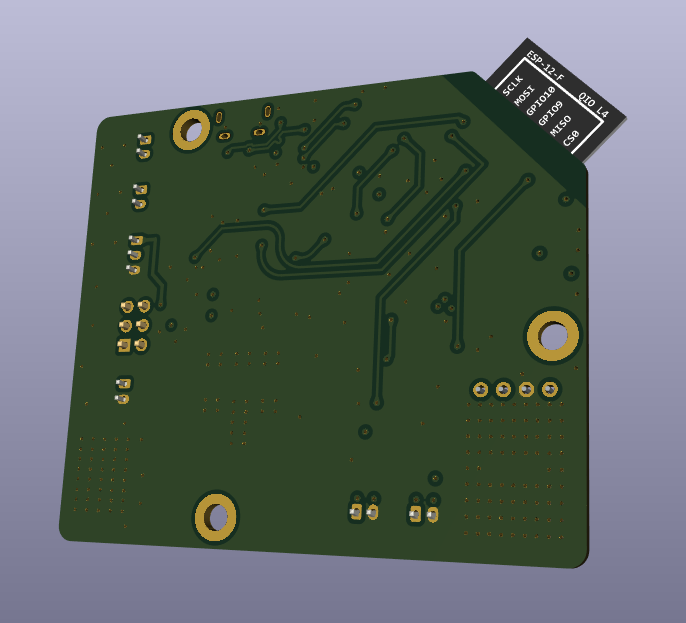 ESP-12-F
QIO L4
SCLK
MOSI
GPIO10
GPIO9
MISO
CS0